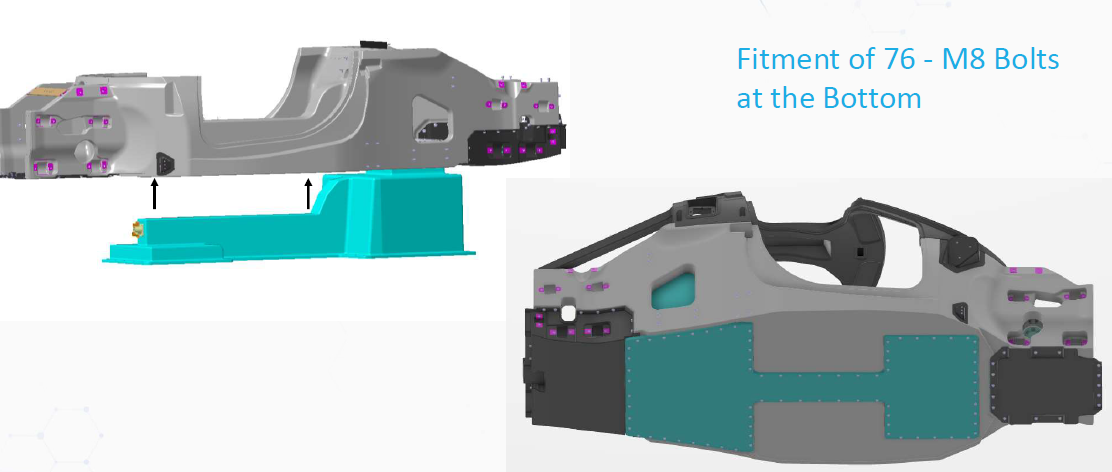 Fitment of 76 - M8 Bolts
at the Bottom